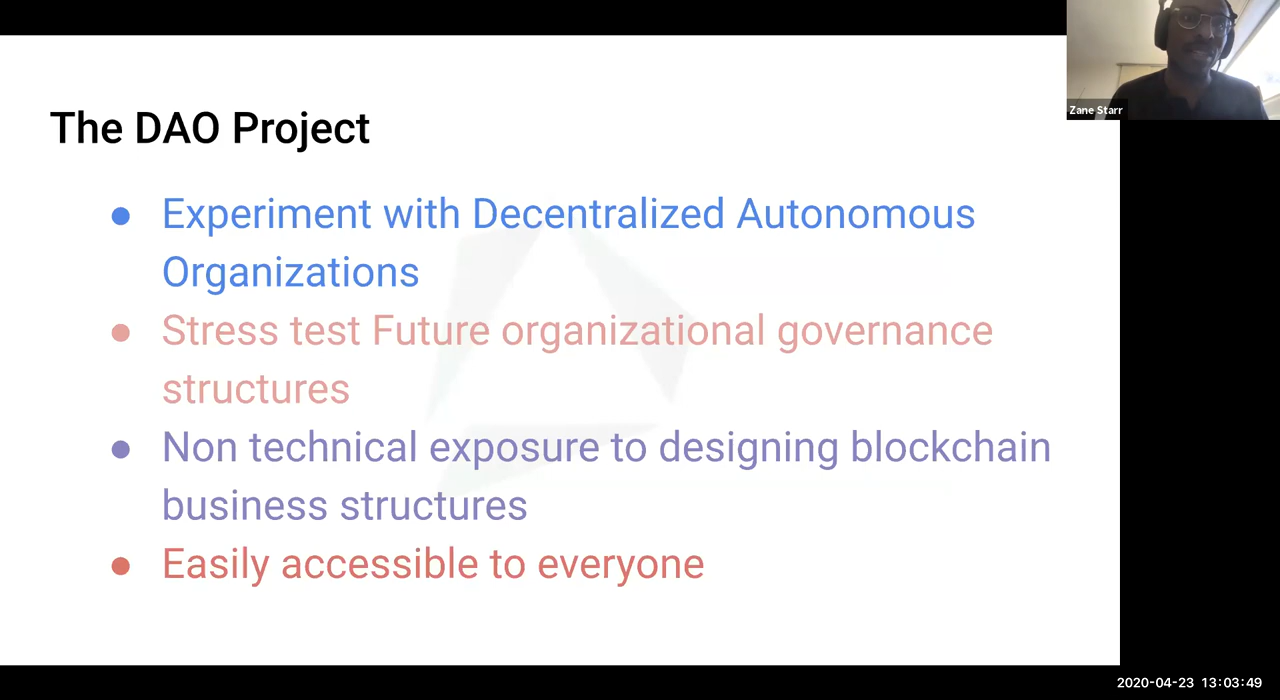 Zane Starr
The DAO Project
● Experiment with Decentralized Autonomous
Organizations
● Stress test Future organizational governance
structures
● Non technical exposure to designing blockchain
business structures
● Easily accessible to everyone
2020-04-23 13:03:49